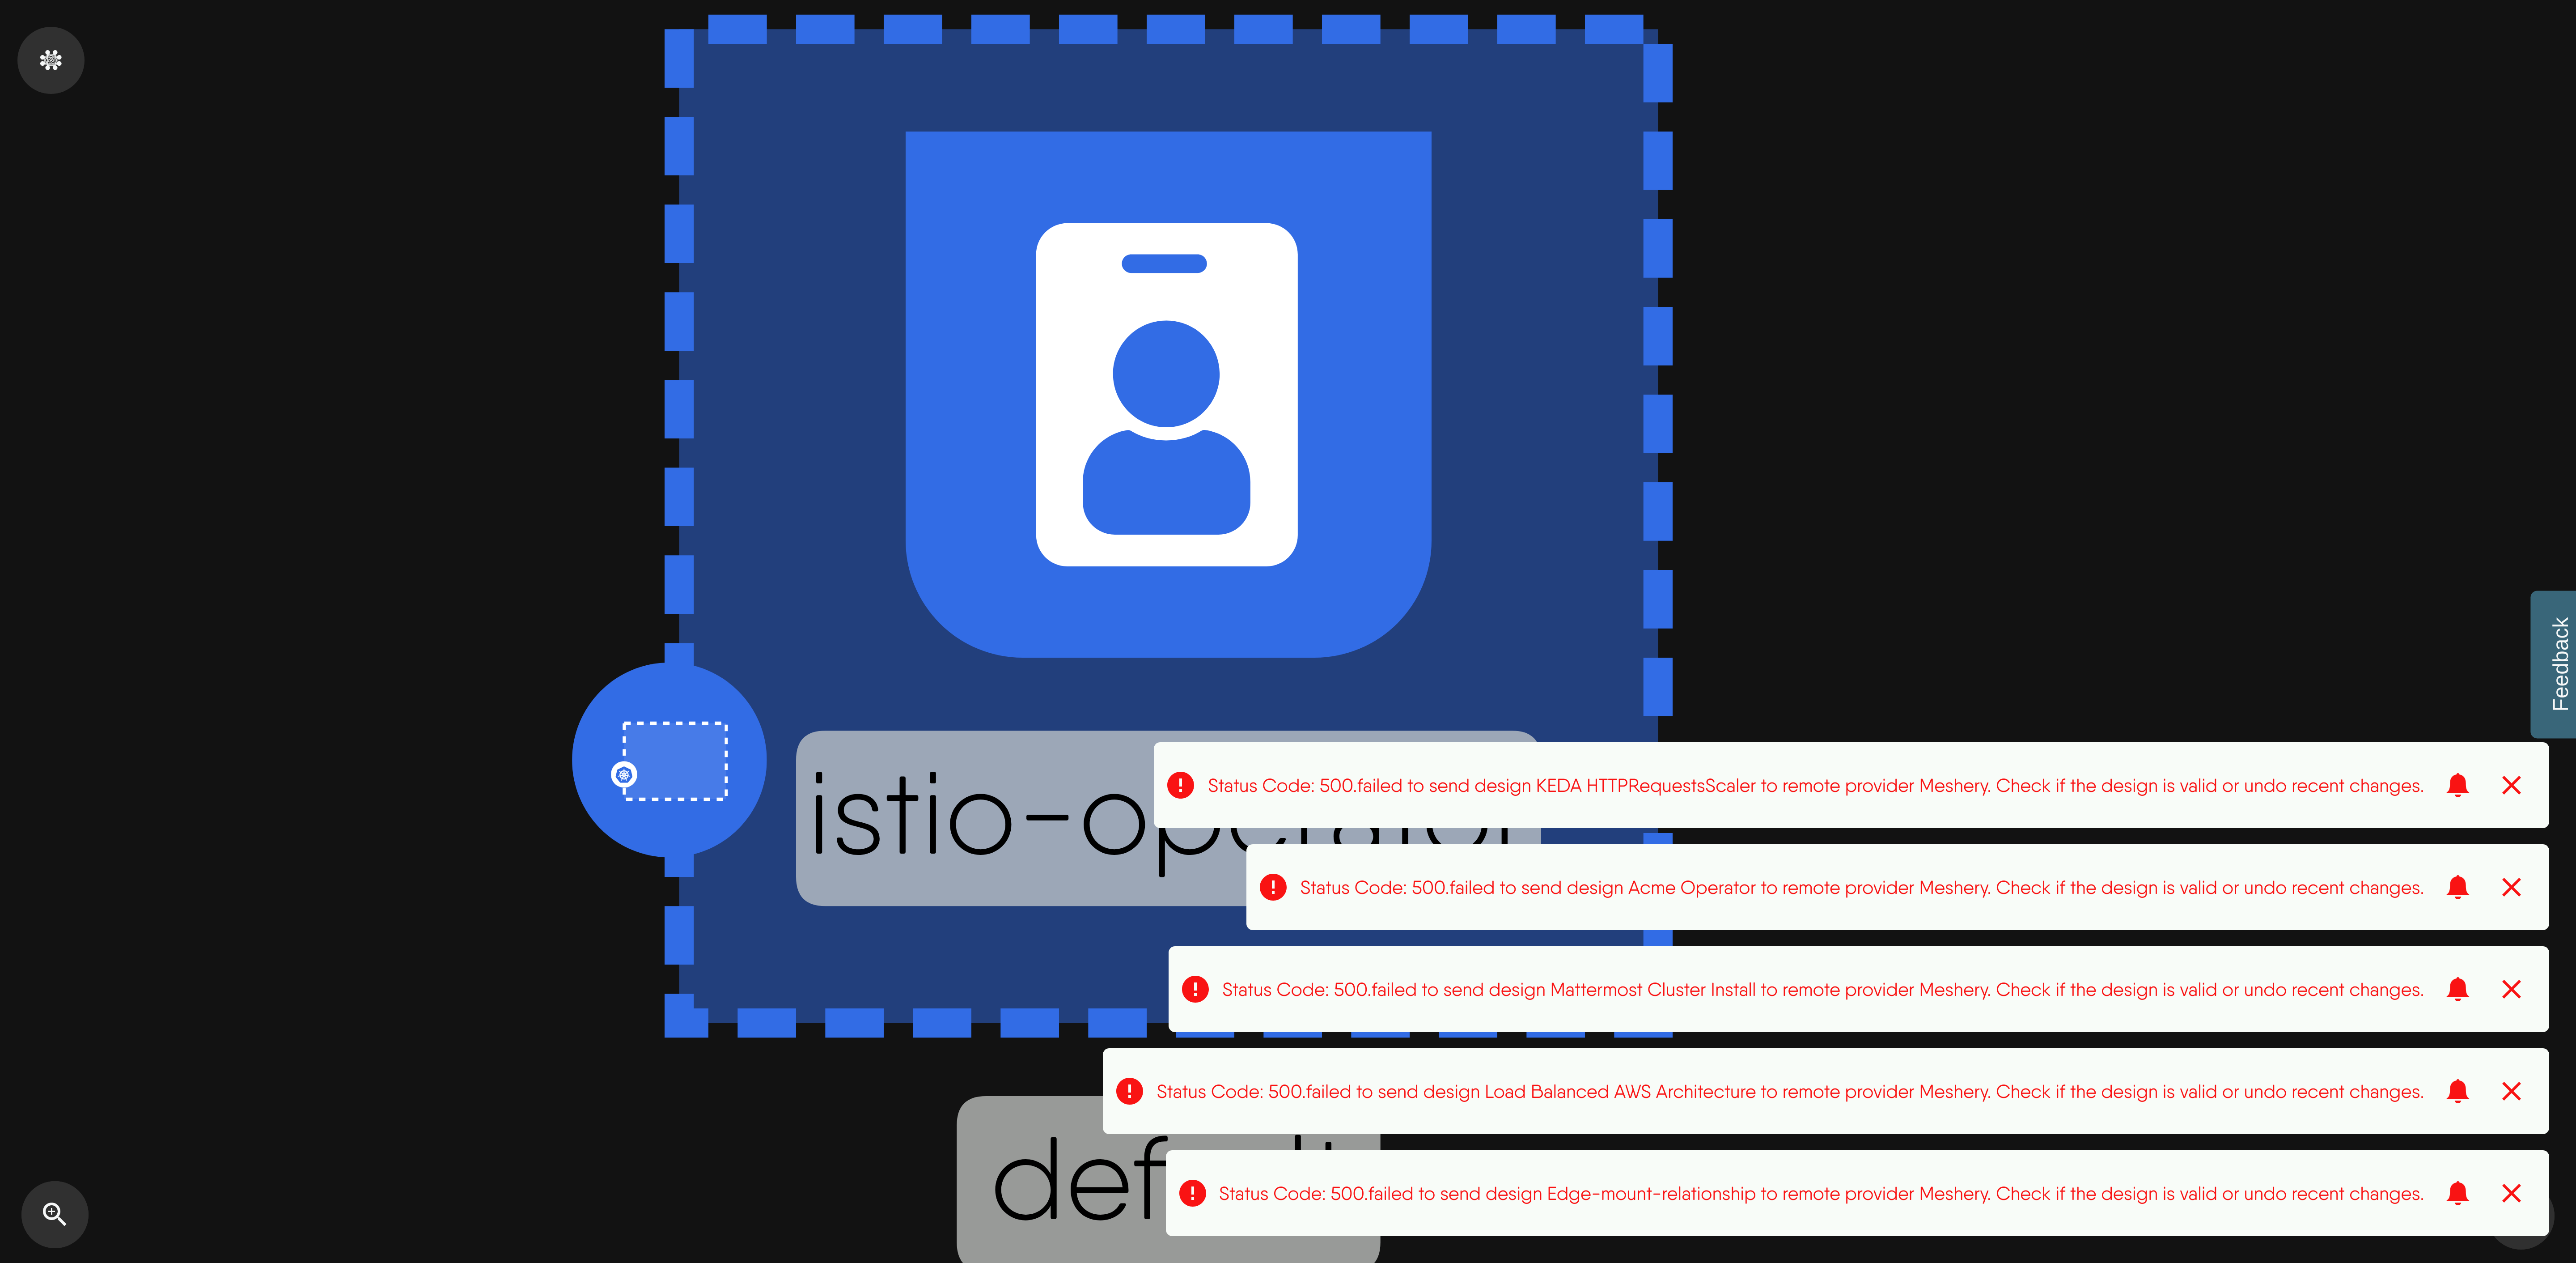 Feedback
istio-operator
Status Code: 500.failed to send design KEDA HTTPRequestsScaler to remote provider Meshery. Check if the design is valid or undo recent changes.
Status Code: 500.failed to send design Acme Operator to remote provider Meshery. Check if the design is valid or undo recent changes.
Status Code: 500.failed to send design Mattermost Cluster Install to remote provider Meshery. Check if the design is valid or undo recent changes.
Status Code: 500.failed to send design Load Balanced AWS Architecture to remote provider Meshery. Check if the design is valid or undo recent changes.
Status Code: 500.failed to send design Edge-mount-relationship to remote provider Meshery. Check if the design is valid or undo recent changes.